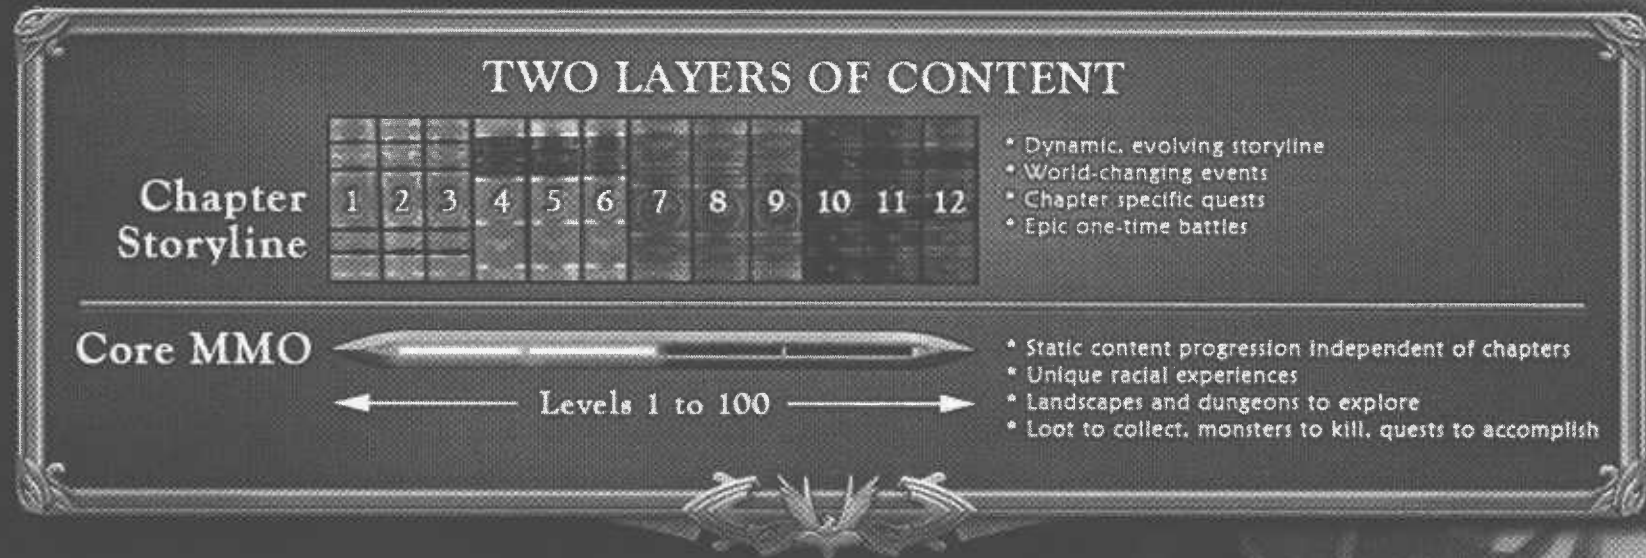 TWO LAYERS OF CONTENT
Chapter
Storyline
1 2 3 4 5 6 7 8 9 10 11 12
* Dynamic, evolving storyline
* World-changing events
* Chapter specific quests
* Epic one-time battles
Core MMO
Levels 1 to 100
* Static content progression independent of chapters
* Unique racial experiences
* Landscapes and dungeons to explore
* Loot to collect, monsters to kill, quests to accomplish